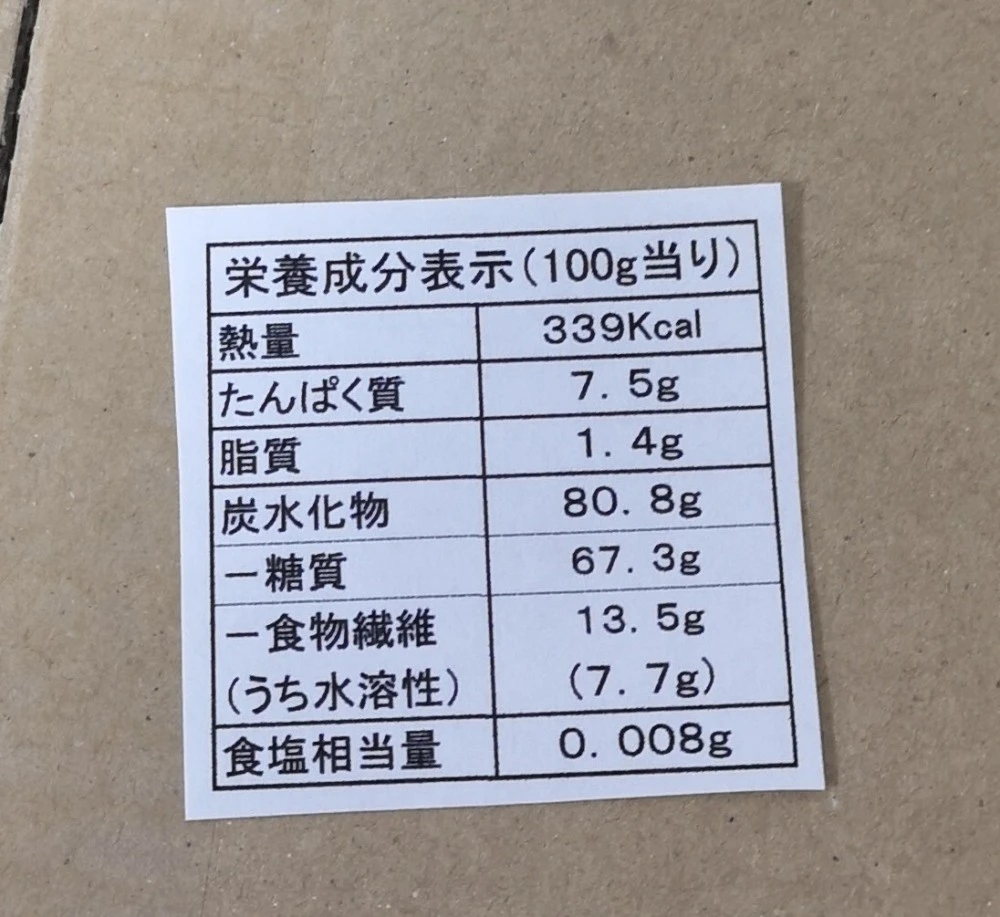 栄養成分表示(100g当り)
熱量 339Kcal
たんぱく質 7.5g
脂質 1.4g
炭水化物 80.8g
－糖質 67.3g
－食物繊維 13.5g
(うち水溶性) (7.7g)
食塩相当量 0.008g